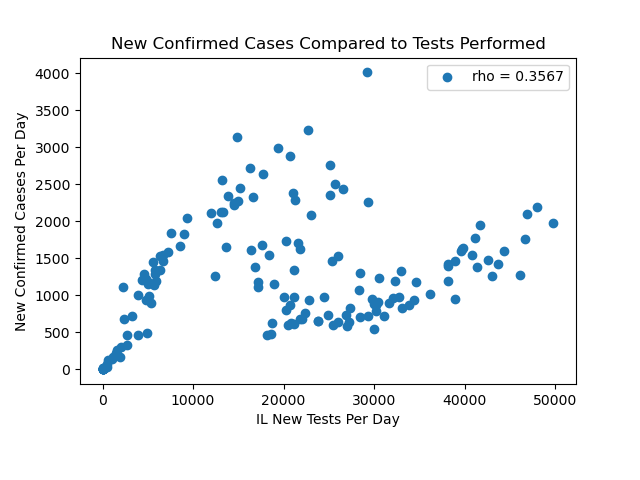 New Confirmed Cases Compared to Tests Performed
rho = 0.3567
New Confirmed Caeses Per Day
4000
3500
3000
2500
2000
1500
1000
500
0
0 10000 20000 30000 40000 50000
IL New Tests Per Day